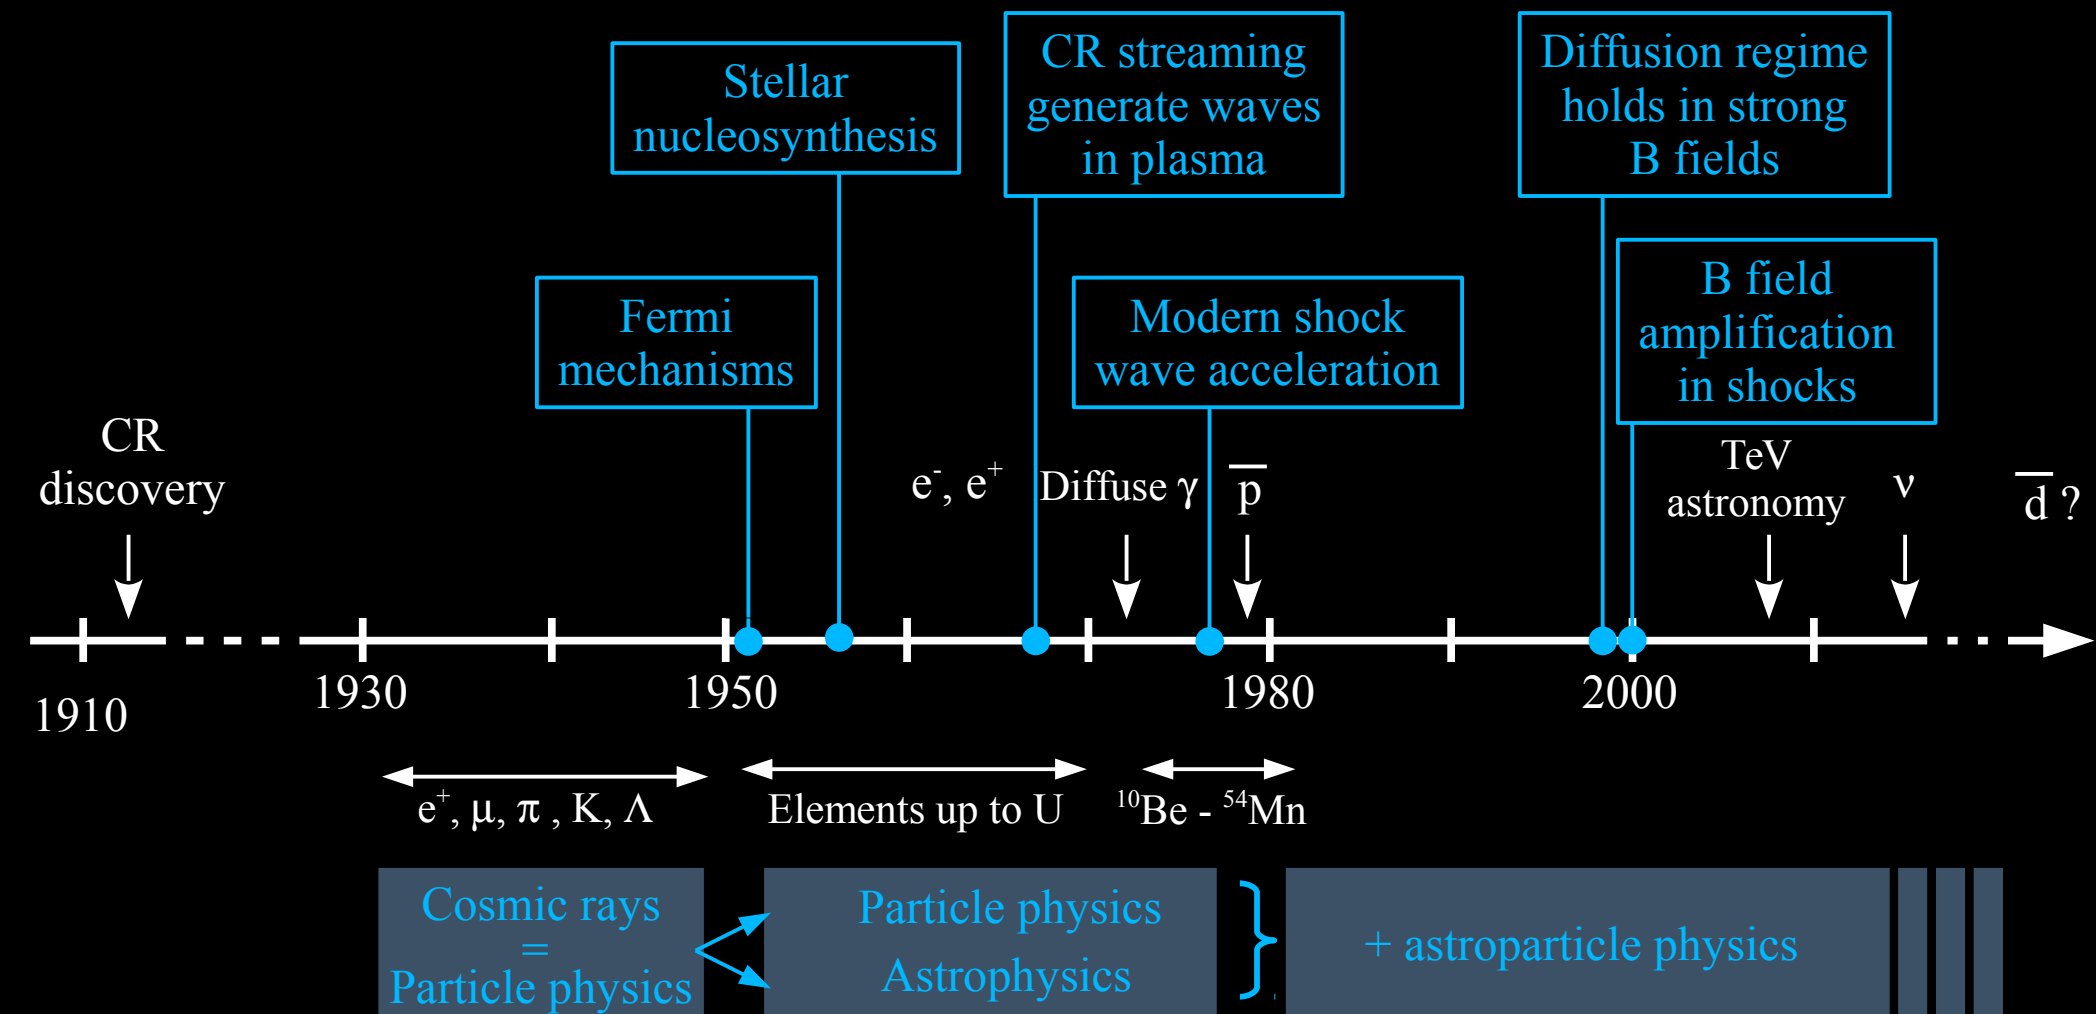 Stellar
nucleosynthesis
CR streaming
generate waves
in plasma
Diffusion regime
holds in strong
B fields
Fermi
mechanisms
Modern shock
wave acceleration
B field
amplification
in shocks
CR
discovery
e⁻, e⁺
Diffuse γ
p̅
TeV
astronomy
ν
d̅ ?
1910
1930
1950
1980
2000
e⁺, μ, π , K, Λ
Elements up to U
¹⁰Be - ⁵⁴Mn
Cosmic rays
=
Particle physics
Particle physics
Astrophysics
+ astroparticle physics